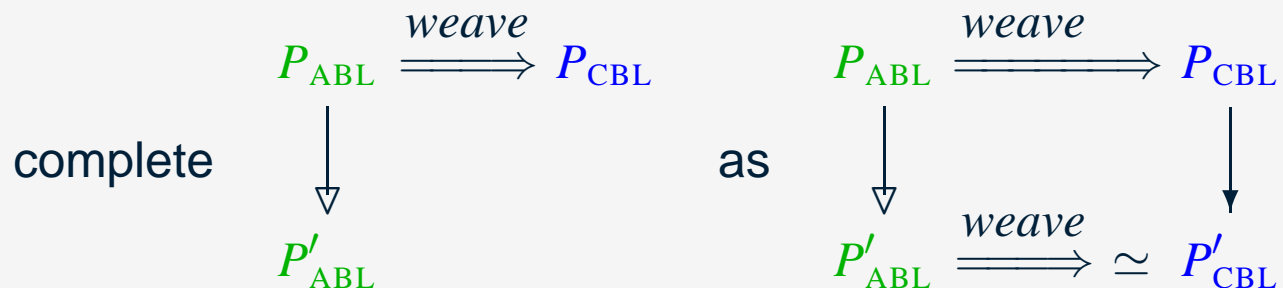 weave weave
P_ABL ⟹ P_CBL P_ABL ⟹ P_CBL
complete as
weave
P′_ABL P′_ABL ⟹ ≃ P′_CBL